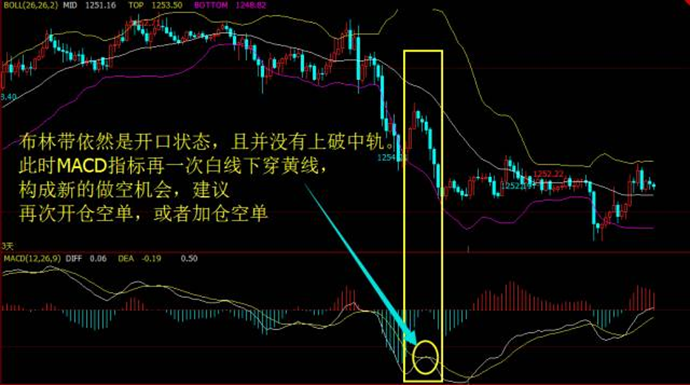 BOLL(26,26,2) MID 1251.16 TOP 1253.50 BOTTOM 1248.82
8.40
布林带依然是开口状态，且并没有上破中轨。
1254.
此时MACD指标再一次白线下穿黄线，
构成新的做空机会，建议
1252.22
再次开仓空单，或者加仓空单
天
MACD(12,26,9) DIFF 0.06 DEA -0.19 0.50